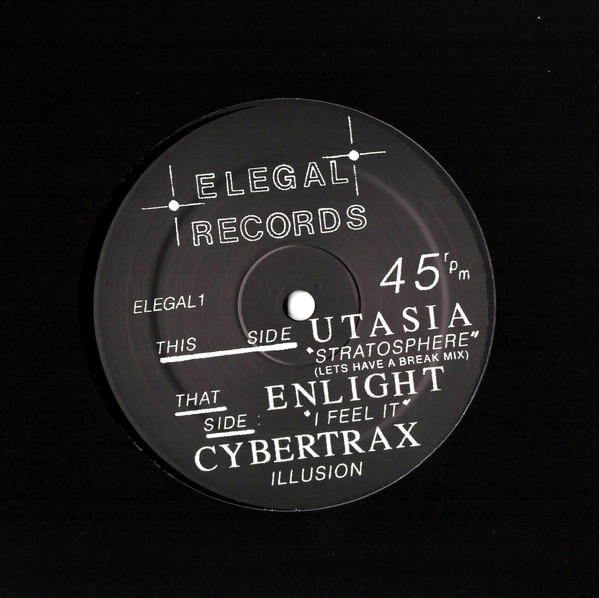 ELEGAL
RECORDS
45 rpm
ELEGAL1
THIS SIDE UTASIA
"STRATOSPHERE"
(LETS HAVE A BREAK MIX)
THAT SIDE : ENLIGHT
"I FEEL IT"
CYBERTRAX
ILLUSION